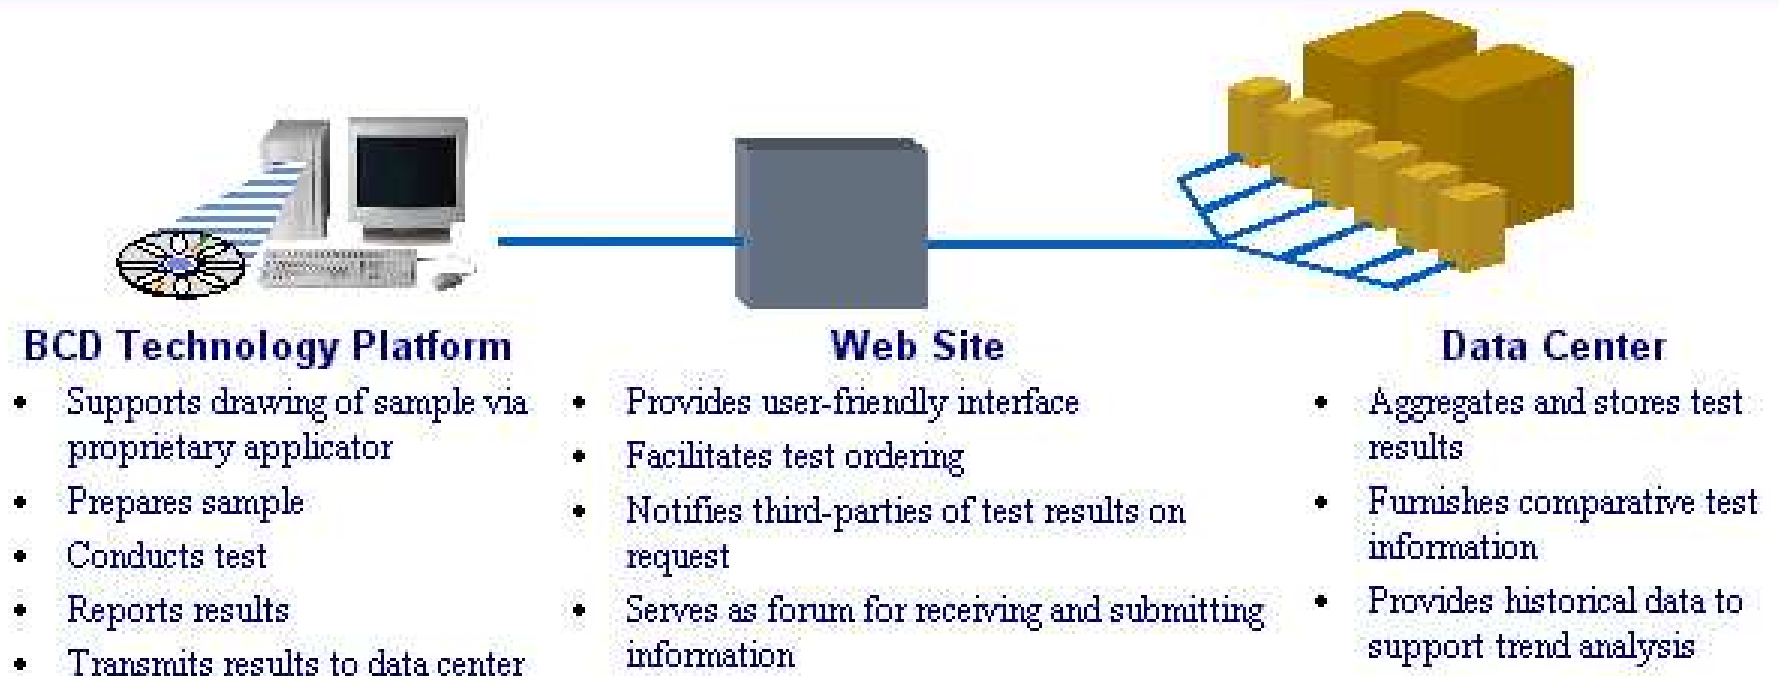 BCD Technology Platform
• Supports drawing of sample via
proprietary applicator
• Prepares sample
• Conducts test
• Reports results
• Transmits results to data center
Web Site
• Provides user-friendly interface
• Facilitates test ordering
• Notifies third-parties of test results on
request
• Serves as forum for receiving and submitting
information
Data Center
• Aggregates and stores test
results
• Furnishes comparative test
information
• Provides historical data to
support trend analysis